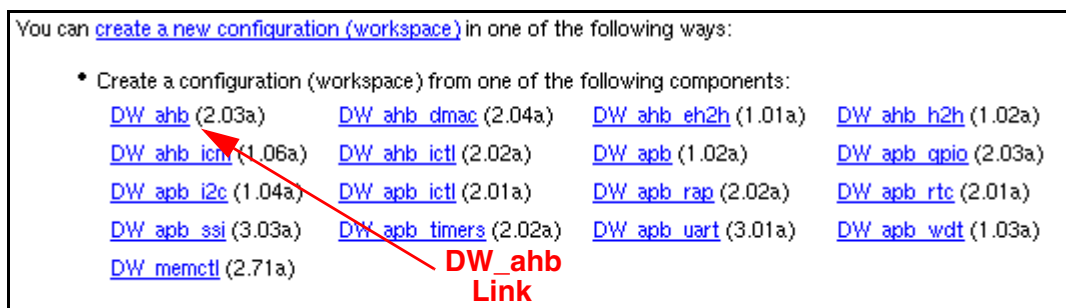 You can create a new configuration (workspace) in one of the following ways:
• Create a configuration (workspace) from one of the following components:
DW_ahb (2.03a) DW_ahb_dmac (2.04a) DW_ahb_eh2h (1.01a) DW_ahb_h2h (1.02a)
DW_ahb_icm (1.06a) DW_ahb_ictl (2.02a) DW_apb (1.02a) DW_apb_gpio (2.03a)
DW_apb_i2c (1.04a) DW_apb_ictl (2.01a) DW_apb_rap (2.02a) DW_apb_rtc (2.01a)
DW_apb_ssi (3.03a) DW_apb_timers (2.02a) DW_apb_uart (3.01a) DW_apb_wdt (1.03a)
DW_memctl (2.71a)
DW_ahb
Link